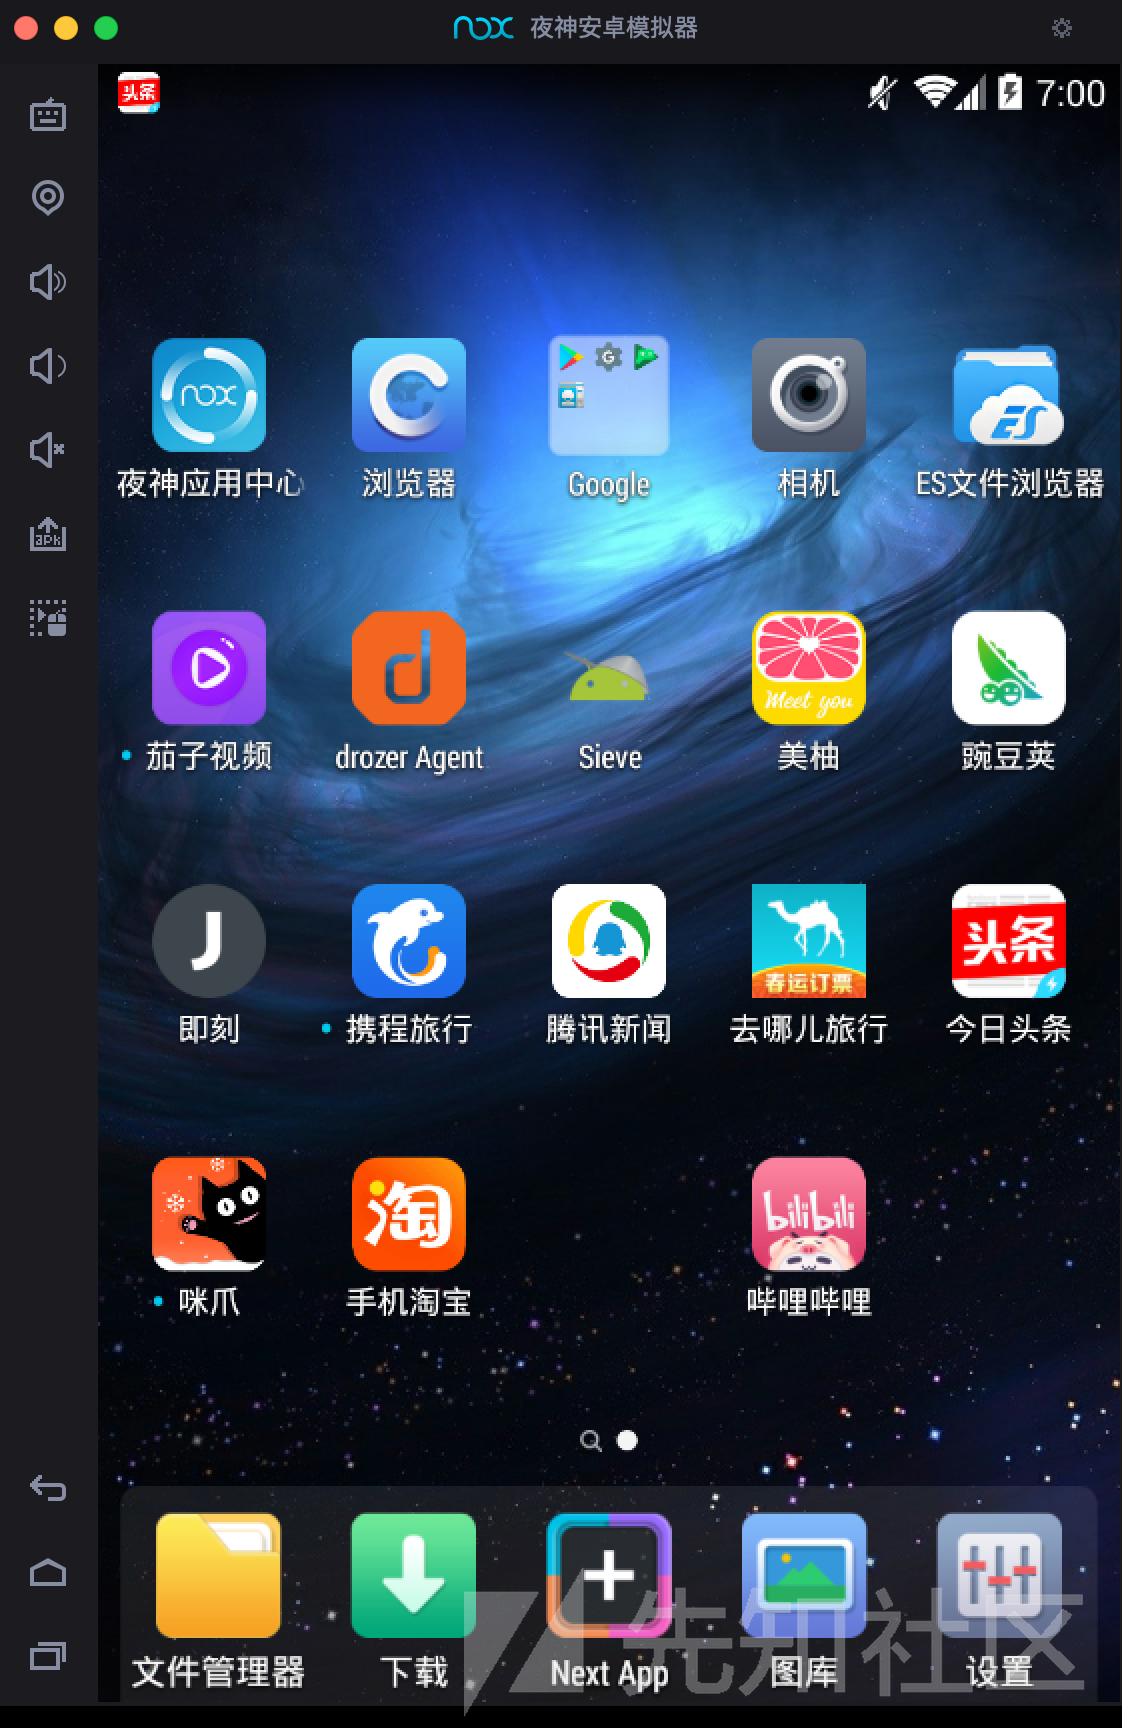 nox 夜神安卓模拟器
头条 7:00
apk
nox
G
ES
夜神应用中心
浏览器
Google
相机
ES文件浏览器
Meet you
茄子视频
drozer Agent
Sieve
美柚
豌豆荚
J
春运订票
头条
即刻
携程旅行
腾讯新闻
去哪儿旅行
今日头条
淘
bilibili
咪爪
手机淘宝
哔哩哔哩
文件管理器
下载
Next App
图库
设置
先知社区